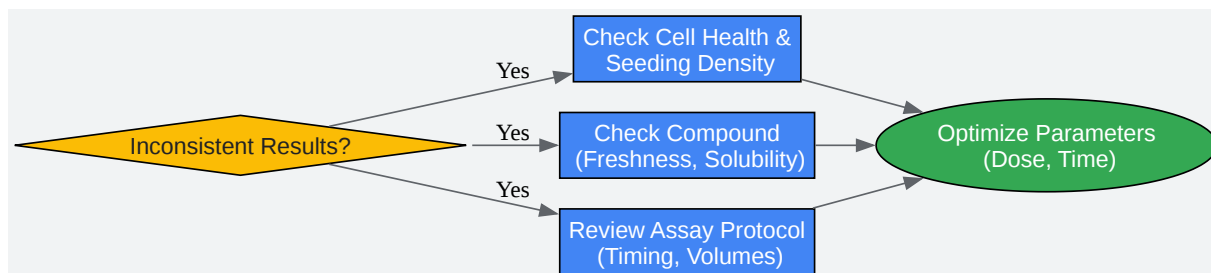 Inconsistent Results?
Yes
Yes
Yes
Check Cell Health &
Seeding Density
Check Compound
(Freshness, Solubility)
Review Assay Protocol
(Timing, Volumes)
Optimize Parameters
(Dose, Time)